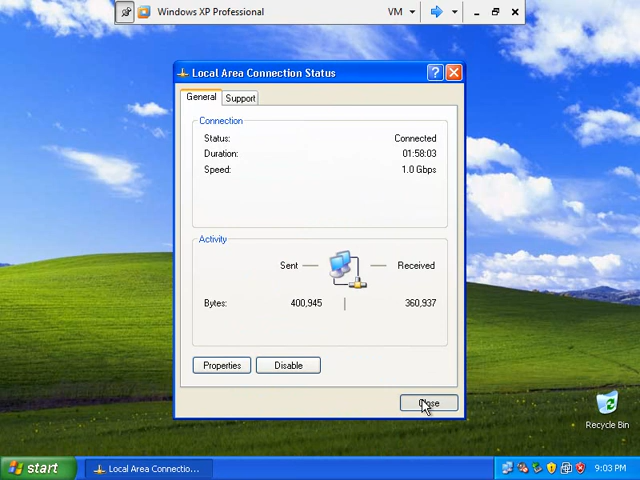 Windows XP Professional
VM
Local Area Connection Status
General
Support
Connection
Status: Connected
Duration: 01:58:03
Speed: 1.0 Gbps
Activity
Sent
Received
Bytes: 400,945 360,937
Properties
Disable
Close
Recycle Bin
start
Local Area Connectio...
9:03 PM